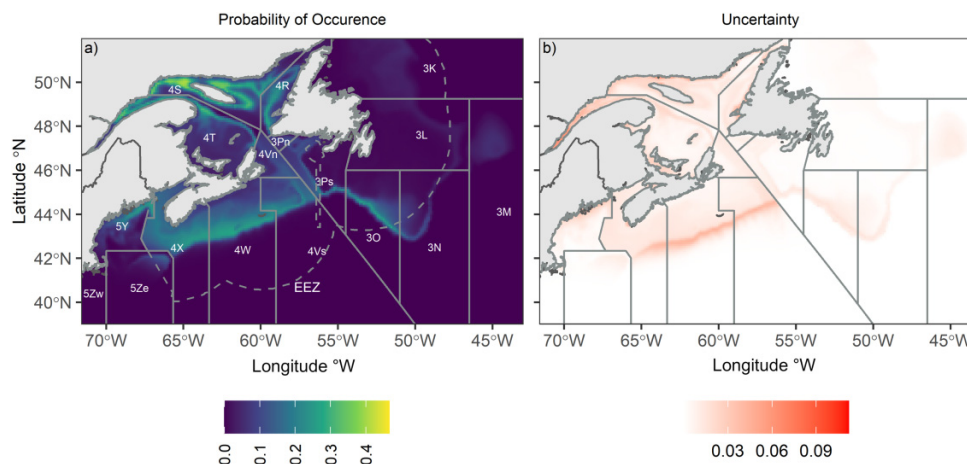 Probability of Occurence
Uncertainty
a)
b)
50°N
48°N
46°N
44°N
42°N
40°N
Latitude °N
4S
4R
3K
4T
3Pn
4Vn
3L
3Ps
5Y
4X
4W
4Vs
3O
3N
3M
5Zw
5Ze
EEZ
70°W 65°W 60°W 55°W 50°W 45°W
70°W 65°W 60°W 55°W 50°W 45°W
Longitude °W
Longitude °W
0.0 0.1 0.2 0.3 0.4
0.03 0.06 0.09